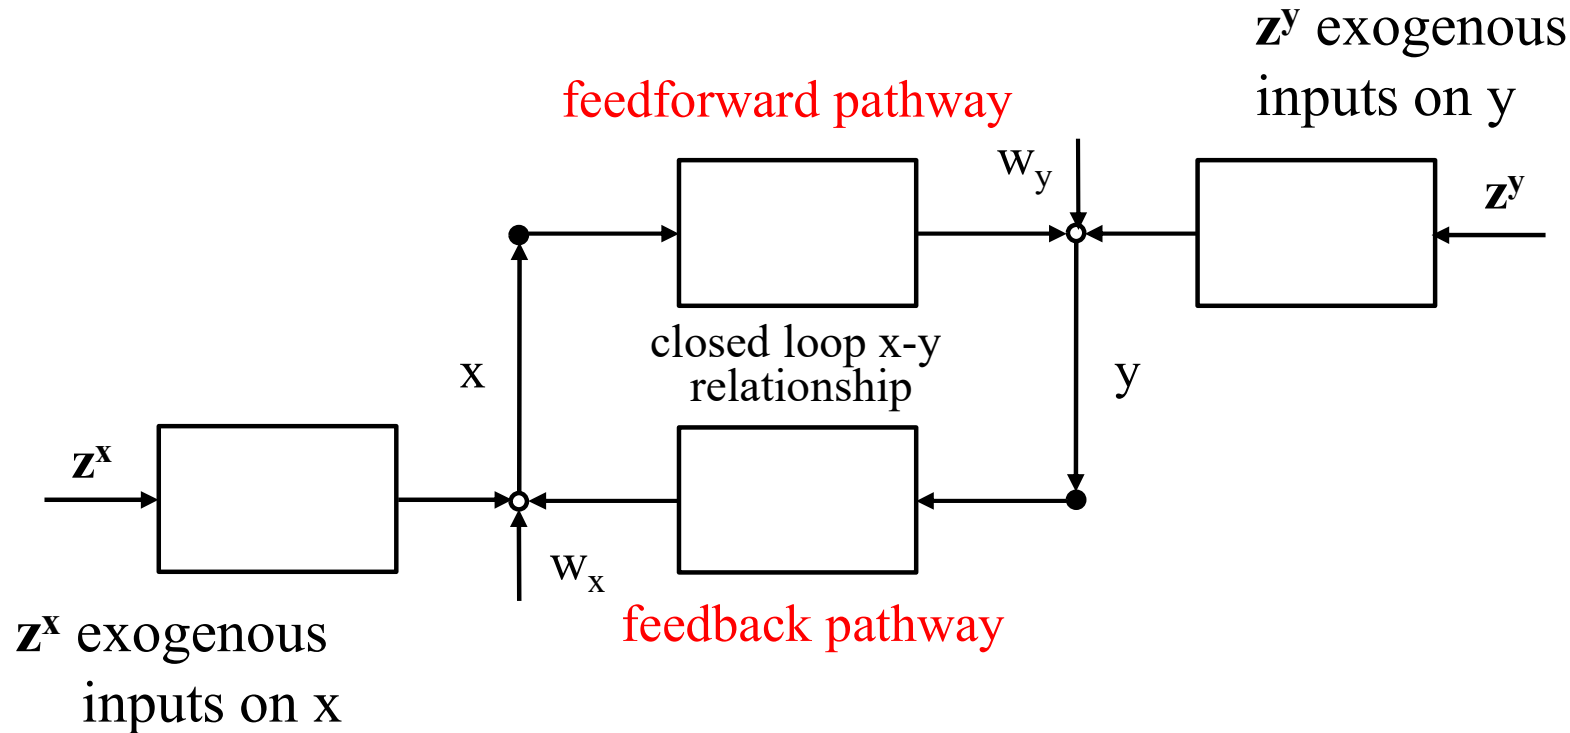 z^y exogenous
inputs on y
feedforward pathway
w_y
z^y
closed loop x-y
relationship
x
y
z^x
w_x
feedback pathway
z^x exogenous
inputs on x